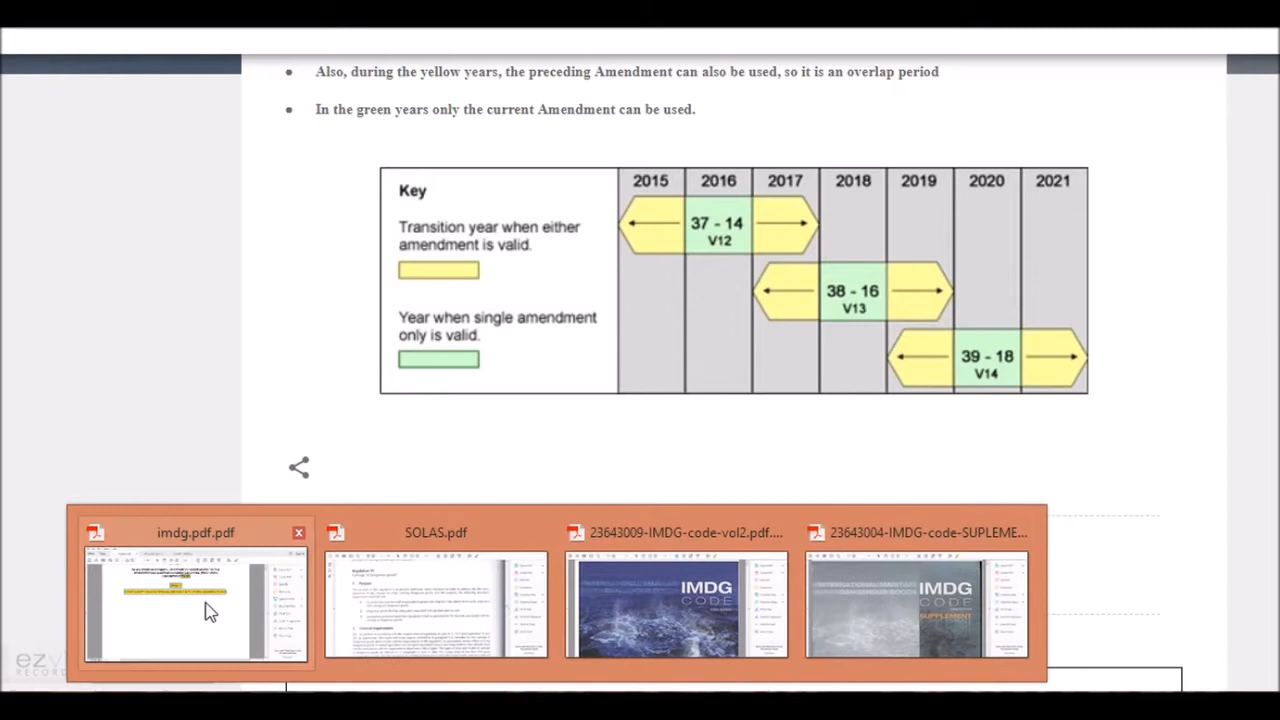 Also, during the yellow years, the preceding Amendment can also be used, so it is an overlap period
In the green years only the current Amendment can be used.
Key
Transition year when either
amendment is valid.
Year when single amendment
only is valid.
2015 2016 2017 2018 2019 2020 2021
37 - 14
V12
38 - 16
V13
39 - 18
V14
imdg.pdf.pdf
SOLAS.pdf
23643009-IMDG-code-vol2.pdf....
23643004-IMDG-code-SUPLEME...
IMDG
CODE
IMDG
CODE
SUPPLEMENT